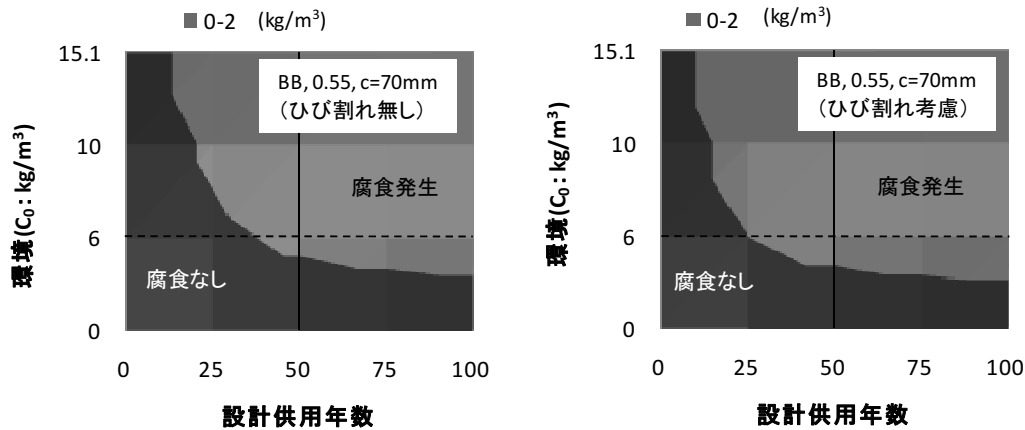 0-2 (kg/m³)
15.1
10
6
0
環境(C₀: kg/m³)
BB, 0.55, c=70mm
(ひび割れ無し)
腐食発生
腐食なし
0 25 50 75 100
設計供用年数
0-2 (kg/m³)
15.1
10
6
0
環境(C₀: kg/m³)
BB, 0.55, c=70mm
(ひび割れ考慮)
腐食発生
腐食なし
0 25 50 75 100
設計供用年数